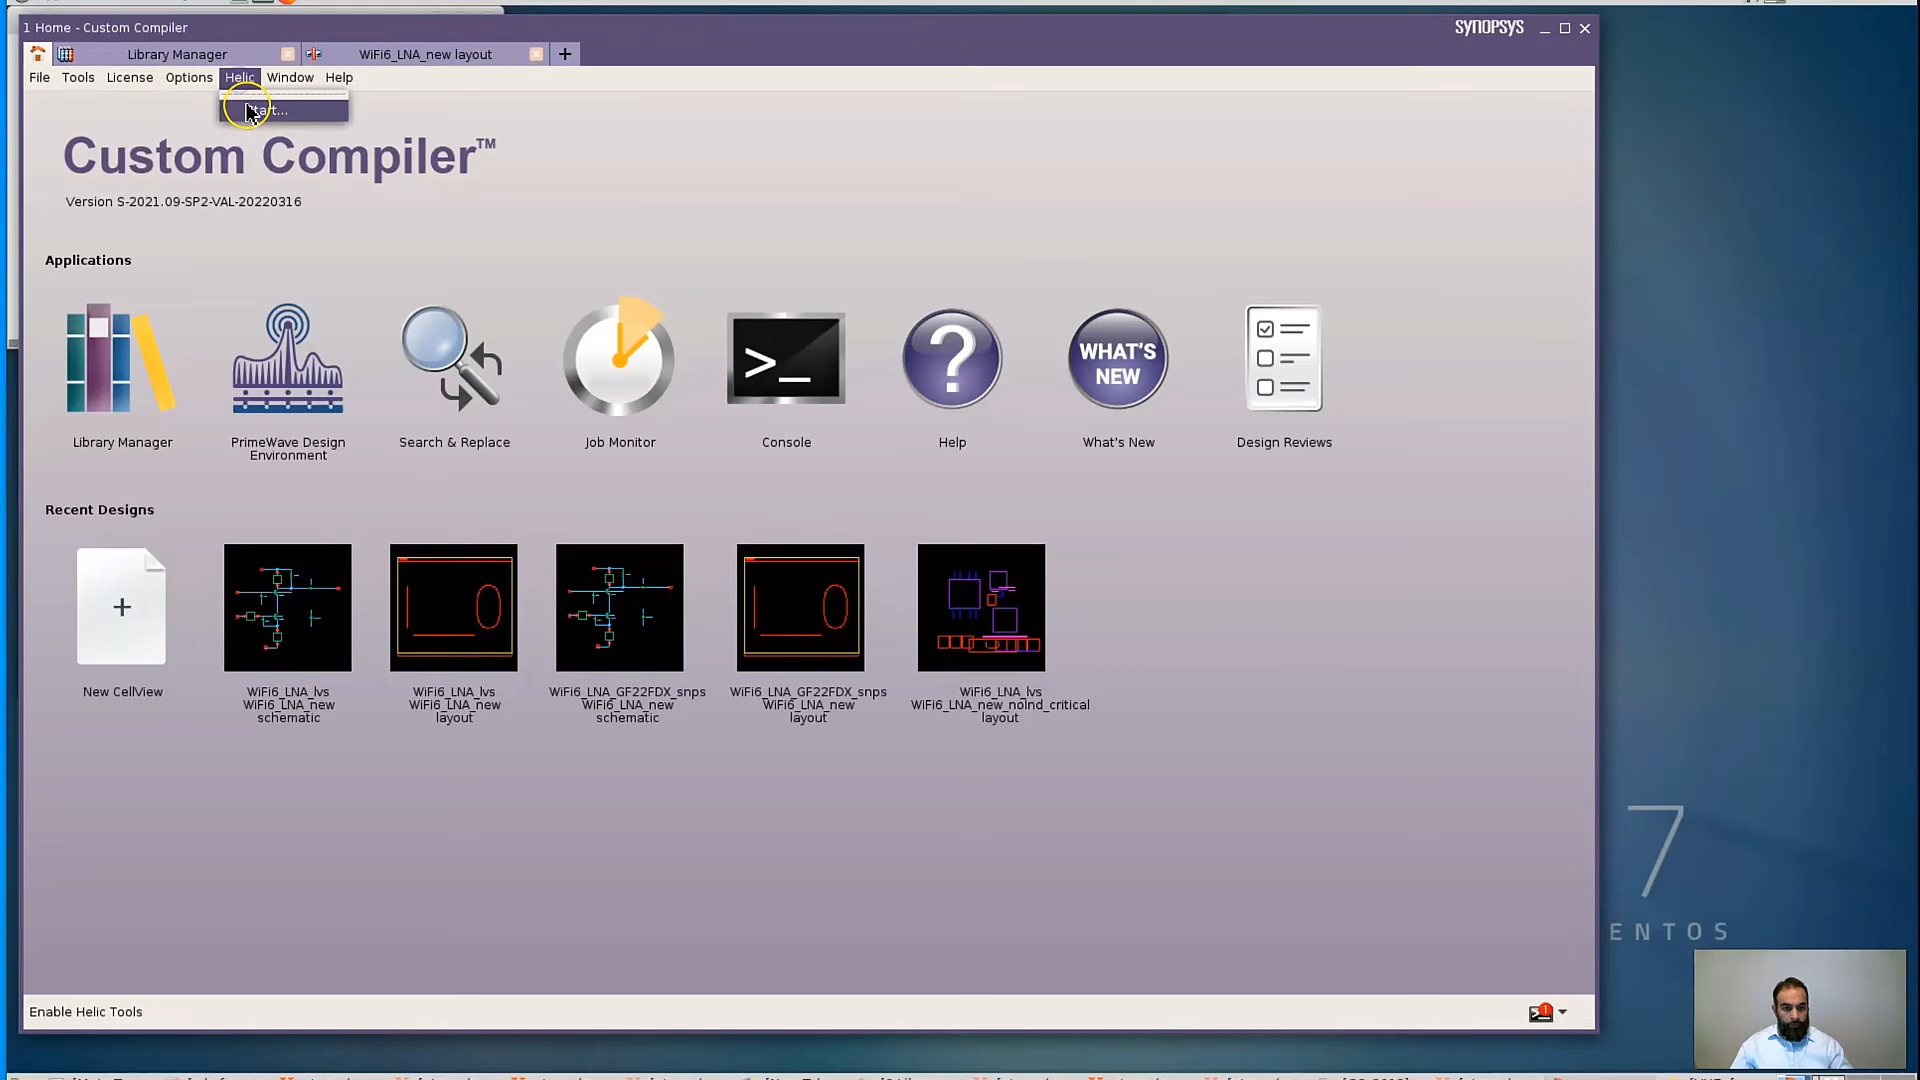 1 Home - Custom Compiler
SYNOPSYS
Library Manager
WiFi6_LNA_new layout
File Tools License Options Helic Window Help
Custom Compiler™
Version S-2021.09-SP2-VAL-20220316
Applications
>_
?
WHAT'S
NEW
Library Manager
PrimeWave Design
Environment
Search & Replace
Job Monitor
Console
Help
What's New
Design Reviews
Recent Designs
New CellView
WiFi6_LNA_lvs
WiFi6_LNA_new
schematic
WiFi6_LNA_lvs
WiFi6_LNA_new
layout
WiFi6_LNA_GF22FDX_snps
WiFi6_LNA_new
schematic
WiFi6_LNA_GF22FDX_snps
WiFi6_LNA_new
layout
WiFi6_LNA_lvs
WiFi6_LNA_new_noInd_critical
layout
7
ENTOS
Enable Helic Tools
1